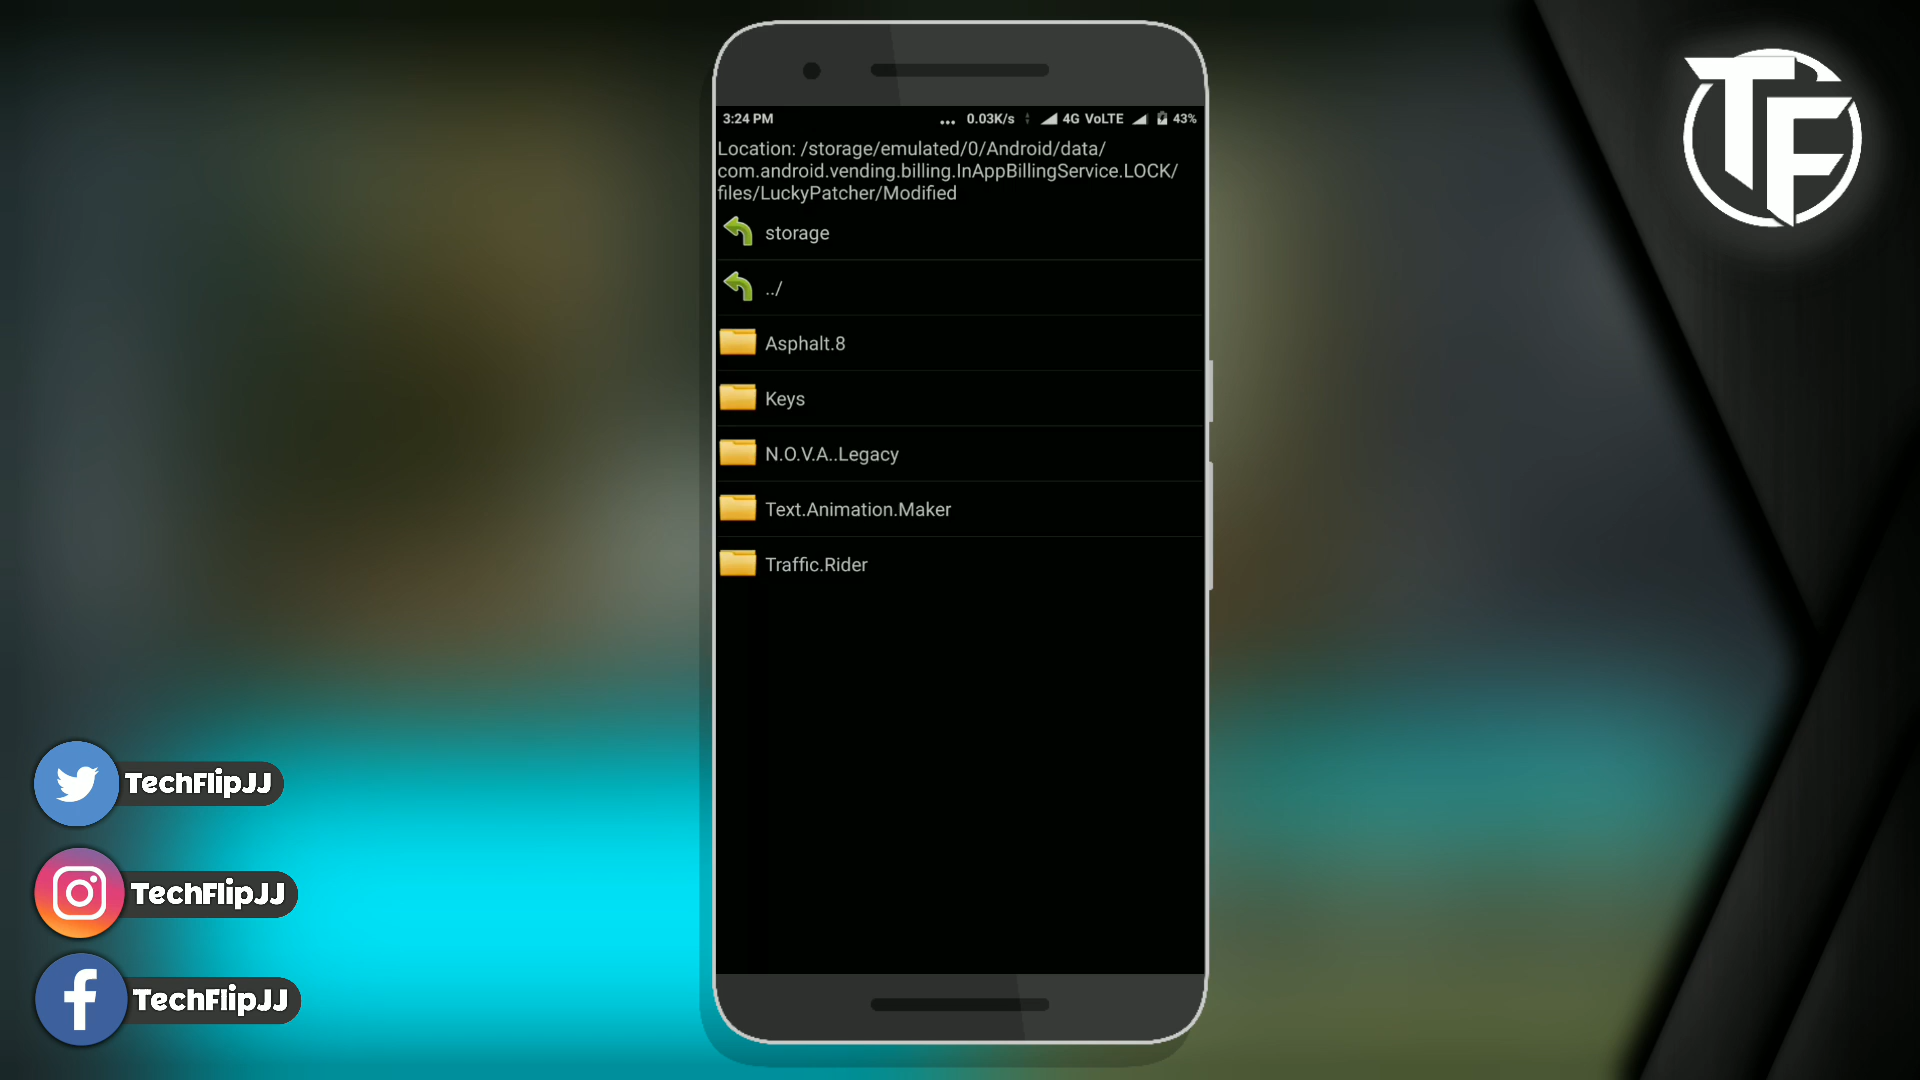 TF
3:24 PM ... 0.03K/s 4G VoLTE 43%
Location: /storage/emulated/0/Android/data/
com.android.vending.billing.InAppBillingService.LOCK/
files/LuckyPatcher/Modified
storage
../
Asphalt.8
Keys
N.O.V.A..Legacy
Text.Animation.Maker
Traffic.Rider
TechFlipJJ
TechFlipJJ
TechFlipJJ